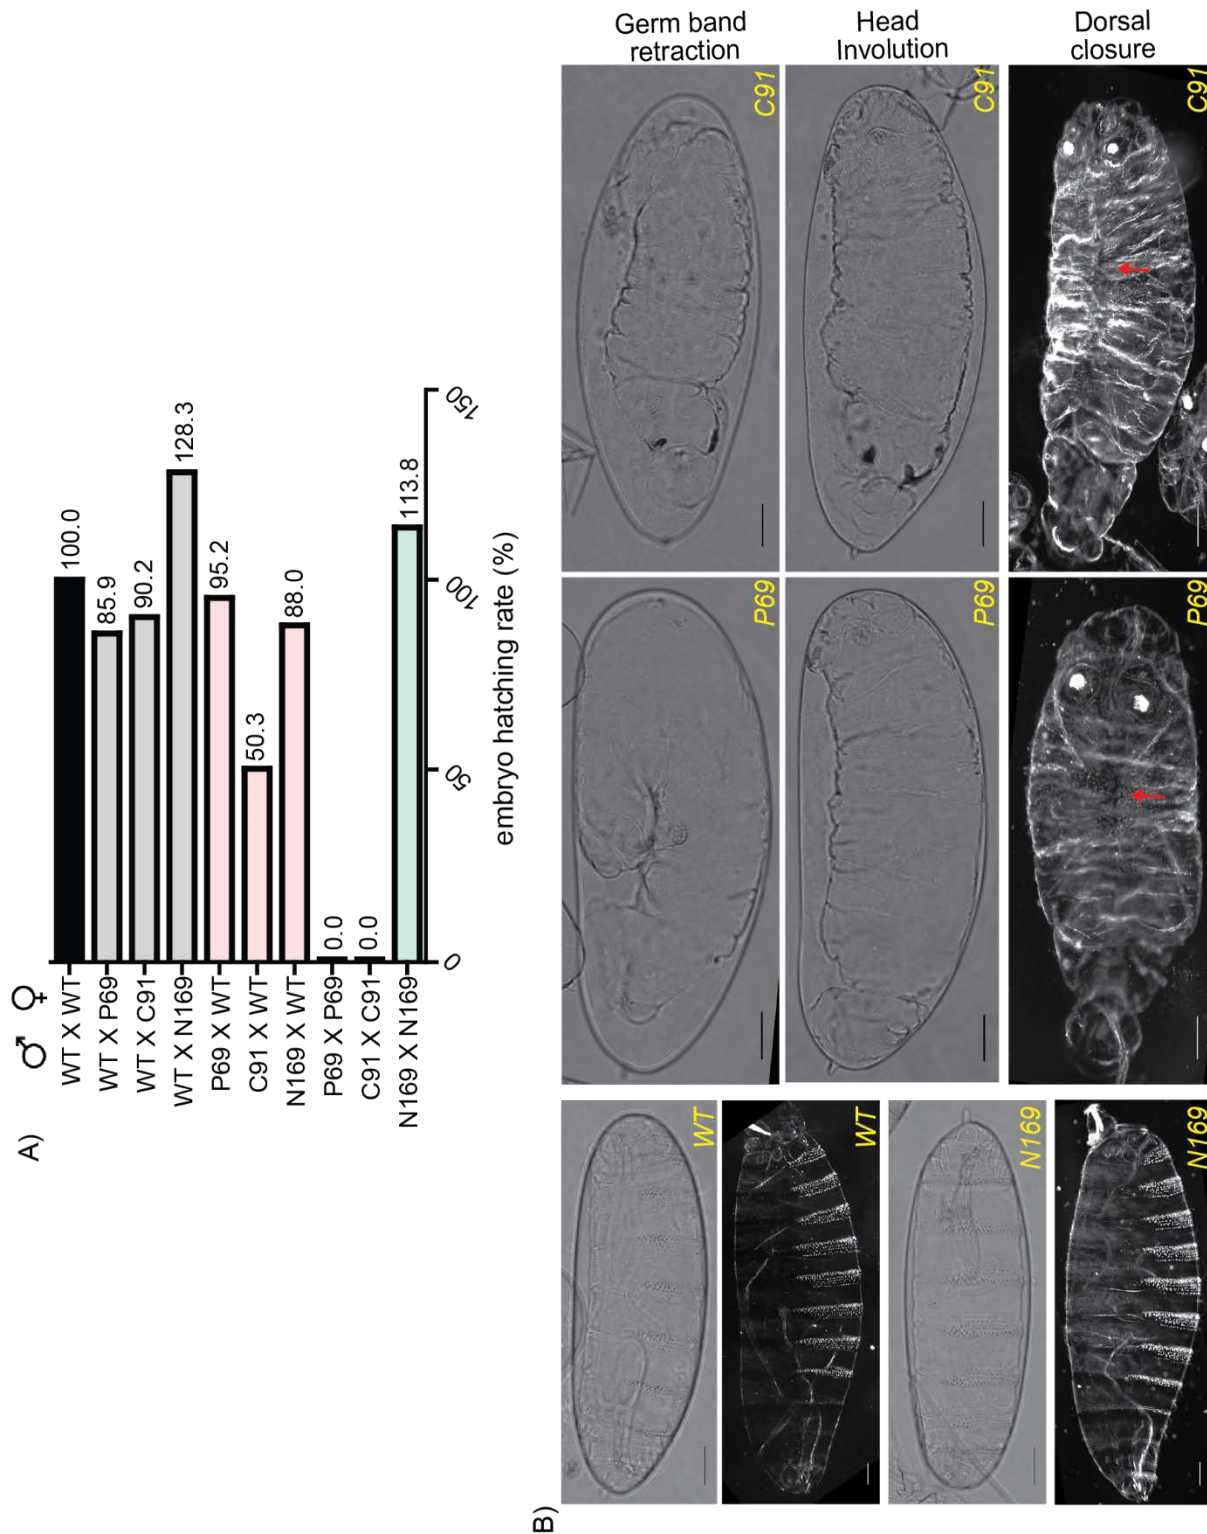 A)
♂ ♀
WT X WT
100.0
WT X P69
85.9
WT X C91
90.2
WT X N169
128.3
P69 X WT
95.2
C91 X WT
50.3
N169 X WT
88.0
P69 X P69
0.0
C91 X C91
0.0
N169 X N169
113.8
0
50
100
150
embryo hatching rate (%)
B)
Germ band
retraction
Head
Involution
Dorsal
closure
C91
C91
C91
P69
P69
P69
WT
WT
N169
N169